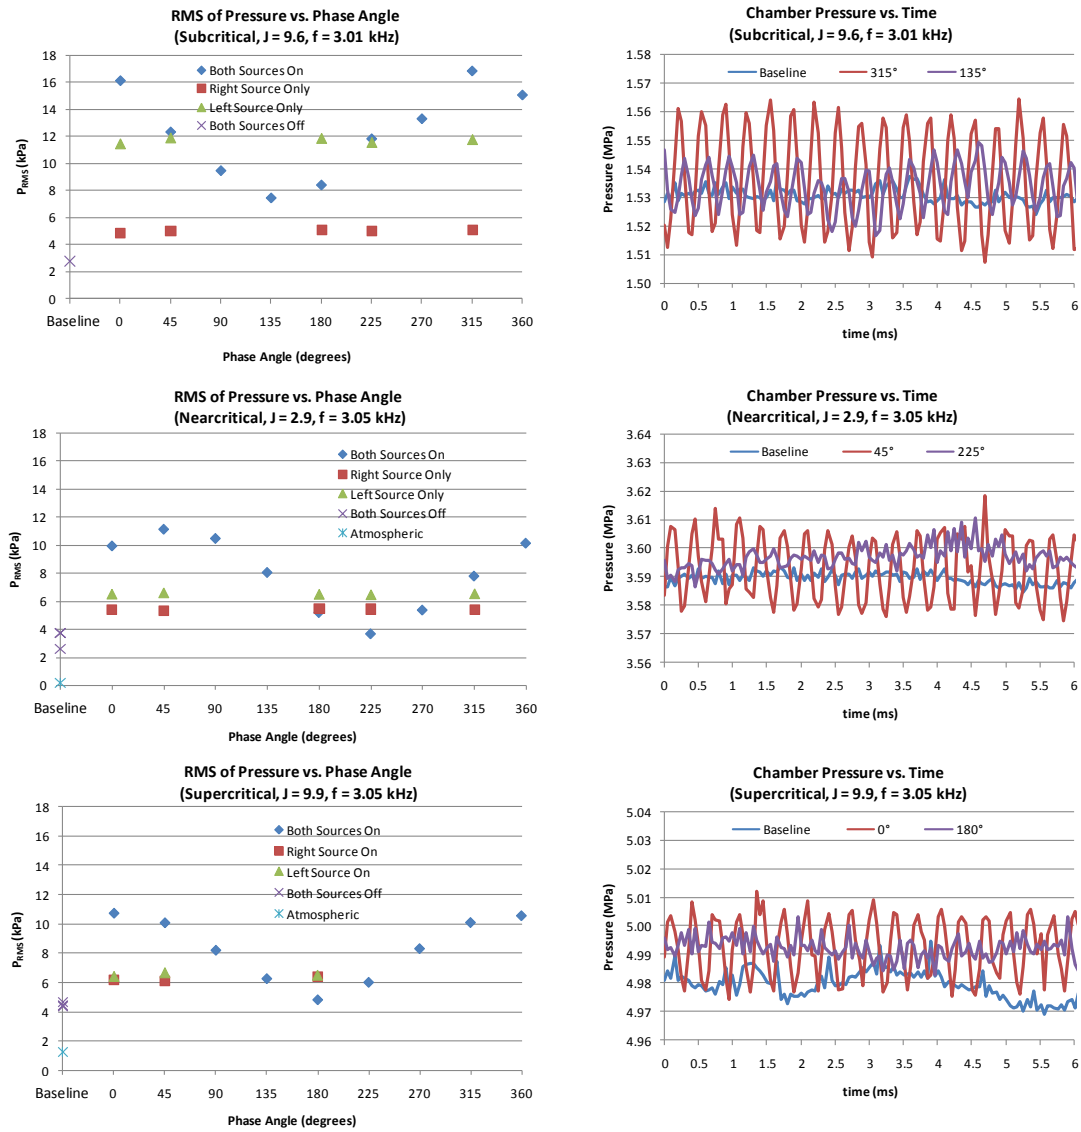 RMS of Pressure vs. Phase Angle
(Subcritical, J = 9.6, f = 3.01 kHz)
18
16
14
12
10
8
6
4
2
0
P_RMS (kPa)
Both Sources On
Right Source Only
Left Source Only
Both Sources Off
Baseline 0 45 90 135 180 225 270 315 360
Phase Angle (degrees)
Chamber Pressure vs. Time
(Subcritical, J = 9.6, f = 3.01 kHz)
1.58
1.57
1.56
1.55
1.54
1.53
1.52
1.51
1.50
Pressure (MPa)
Baseline 315° 135°
0 0.5 1 1.5 2 2.5 3 3.5 4 4.5 5 5.5 6
time (ms)
RMS of Pressure vs. Phase Angle
(Nearcritical, J = 2.9, f = 3.05 kHz)
18
16
14
12
10
8
6
4
2
0
P_RMS (kPa)
Both Sources On
Right Source Only
Left Source Only
Both Sources Off
Atmospheric
Baseline 0 45 90 135 180 225 270 315 360
Phase Angle (degrees)
Chamber Pressure vs. Time
(Nearcritical, J = 2.9, f = 3.05 kHz)
3.64
3.62
3.61
3.60
3.59
3.58
3.57
3.56
Pressure (MPa)
Baseline 45° 225°
0 0.5 1 1.5 2 2.5 3 3.5 4 4.5 5 5.5 6
time (ms)
RMS of Pressure vs. Phase Angle
(Supercritical, J = 9.9, f = 3.05 kHz)
18
16
14
12
10
8
6
4
2
0
P_RMS (kPa)
Both Sources On
Right Source On
Left Source On
Both Sources Off
Atmospheric
Baseline 0 45 90 135 180 225 270 315 360
Phase Angle (degrees)
Chamber Pressure vs. Time
(Supercritical, J = 9.9, f = 3.05 kHz)
5.04
5.03
5.02
5.01
5.00
4.99
4.98
4.97
4.96
Pressure (MPa)
Baseline 0° 180°
0 0.5 1 1.5 2 2.5 3 3.5 4 4.5 5 5.5 6
time (ms)